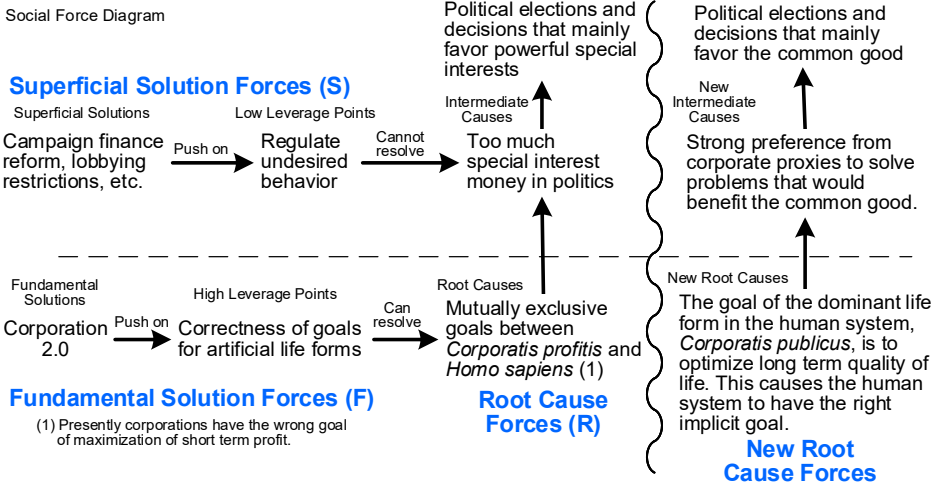 Social Force Diagram
Political elections and
decisions that mainly
favor powerful special
interests
Political elections and
decisions that mainly
favor the common good
Superficial Solution Forces (S)
Superficial Solutions
Campaign finance
reform, lobbying
restrictions, etc.
Push on
Low Leverage Points
Regulate
undesired
behavior
Cannot
resolve
Intermediate
Causes
Too much
special interest
money in politics
New
Intermediate
Causes
Strong preference from
corporate proxies to solve
problems that would
benefit the common good.
Fundamental
Solutions
Corporation
2.0
Push on
High Leverage Points
Correctness of goals
for artificial life forms
Can
resolve
Root Causes
Mutually exclusive
goals between
Corporatis profitis and
Homo sapiens (1)
New Root Causes
The goal of the dominant life
form in the human system,
Corporatis publicus, is to
optimize long term quality of
life. This causes the human
system to have the right
implicit goal.
Fundamental Solution Forces (F)
(1) Presently corporations have the wrong goal
of maximization of short term profit.
Root Cause
Forces (R)
New Root
Cause Forces